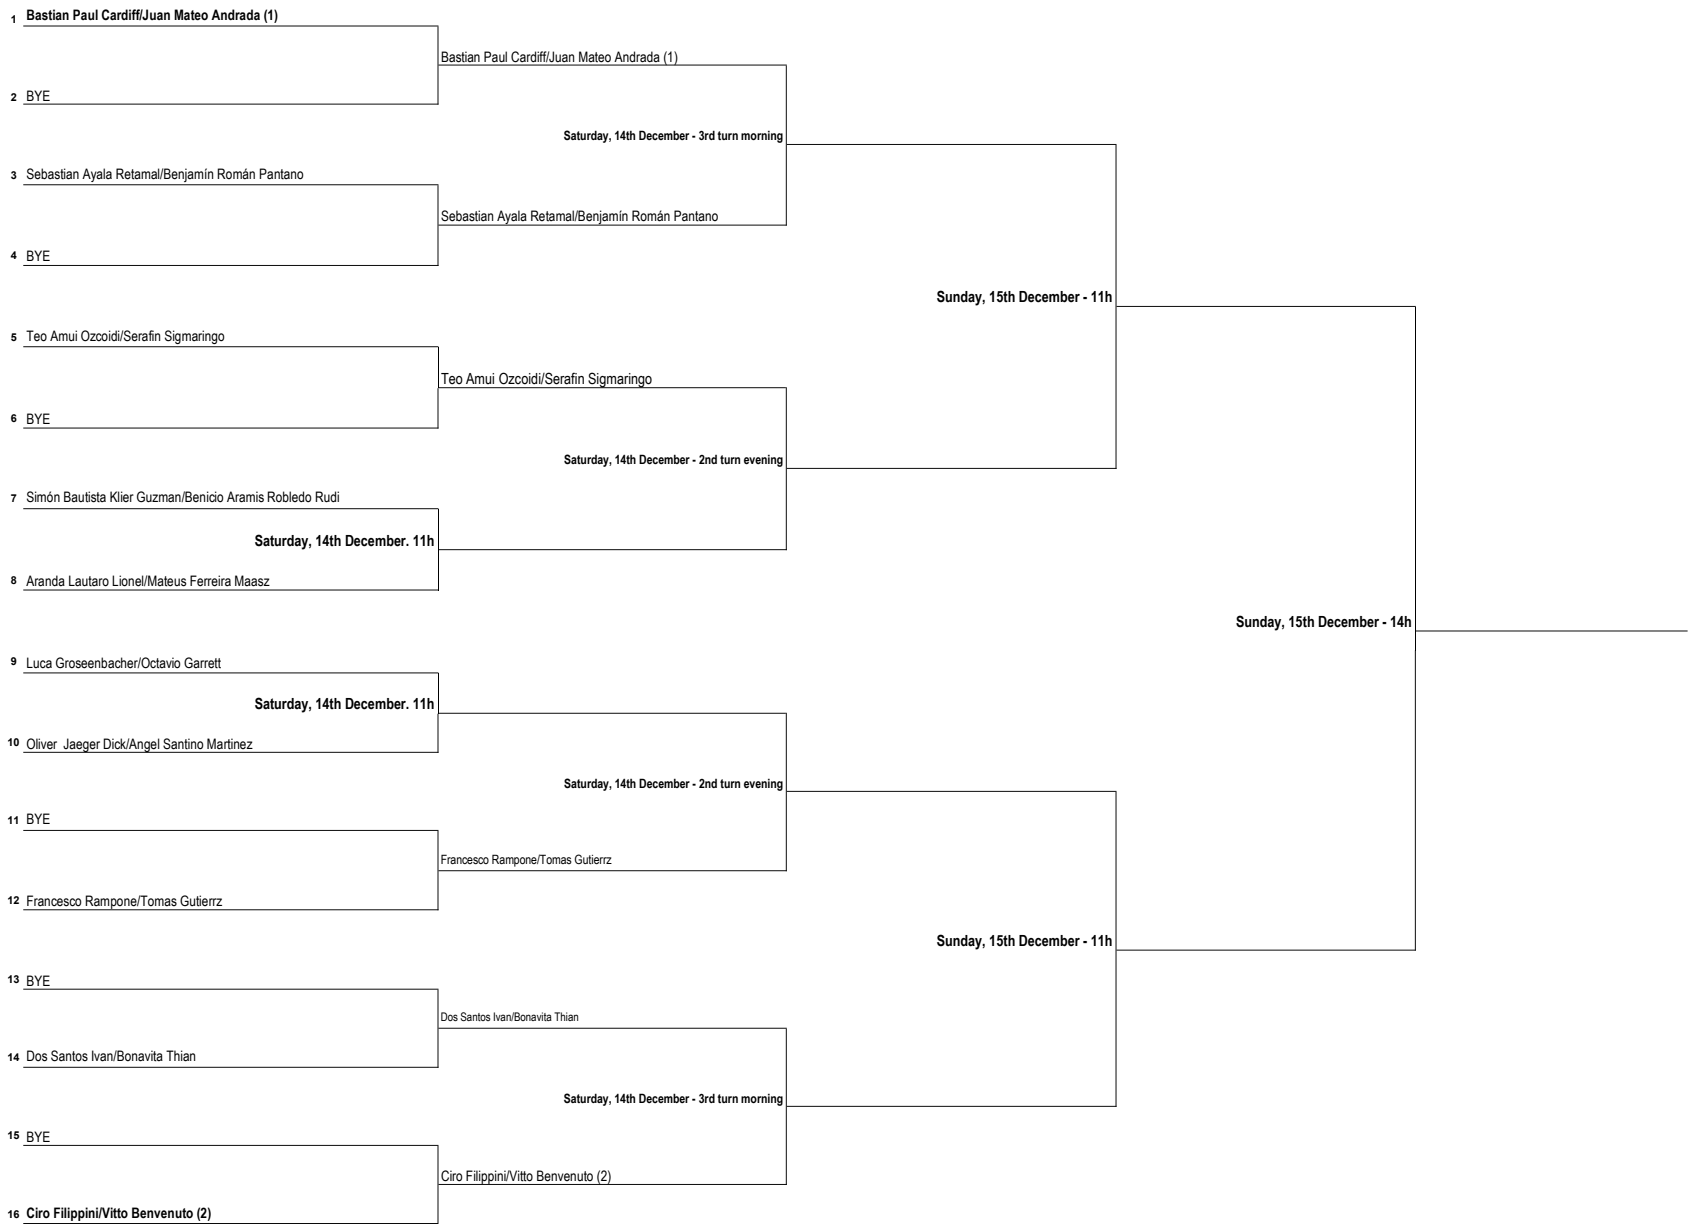 1 Bastian Paul Cardiff/Juan Mateo Andrada (1)
Bastian Paul Cardiff/Juan Mateo Andrada (1)
2 BYE
Saturday, 14th December - 3rd turn morning
3 Sebastian Ayala Retamal/Benjamín Román Pantano
Sebastian Ayala Retamal/Benjamín Román Pantano
4 BYE
Sunday, 15th December - 11h
5 Teo Amui Ozcoidi/Serafin Sigmaringo
Teo Amui Ozcoidi/Serafin Sigmaringo
6 BYE
Saturday, 14th December - 2nd turn evening
7 Simón Bautista Klier Guzman/Benicio Aramis Robledo Rudi
Saturday, 14th December. 11h
8 Aranda Lautaro Lionel/Mateus Ferreira Maasz
Sunday, 15th December - 14h
9 Luca Groseenbacher/Octavio Garrett
Saturday, 14th December. 11h
10 Oliver  Jaeger Dick/Angel Santino Martinez
Saturday, 14th December - 2nd turn evening
11 BYE
Francesco Rampone/Tomas Gutierrz
12 Francesco Rampone/Tomas Gutierrz
Sunday, 15th December - 11h
13 BYE
Dos Santos Ivan/Bonavita Thian
14 Dos Santos Ivan/Bonavita Thian
Saturday, 14th December - 3rd turn morning
15 BYE
Ciro Filippini/Vitto Benvenuto (2)
16 Ciro Filippini/Vitto Benvenuto (2)